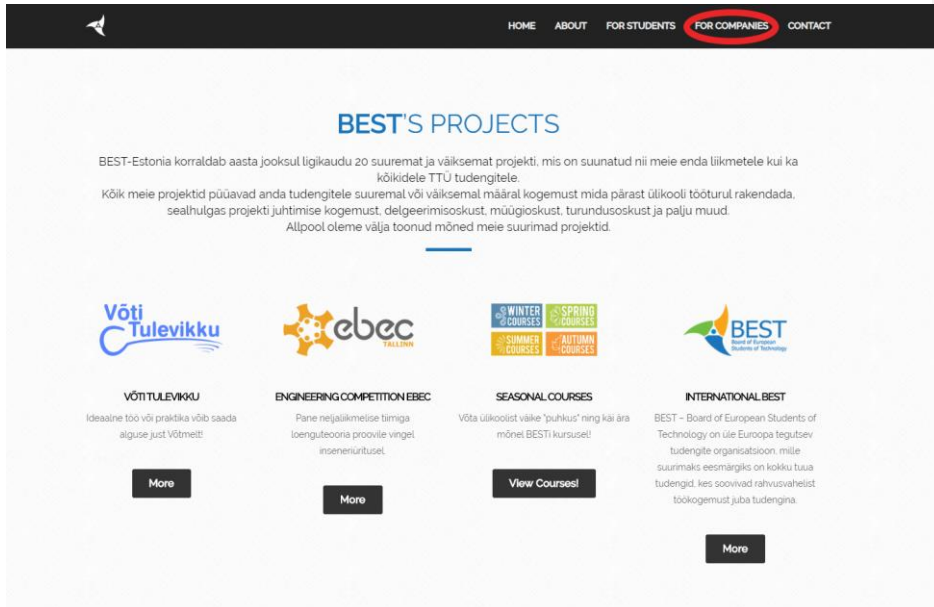 HOME ABOUT FOR STUDENTS FOR COMPANIES CONTACT
BEST'S PROJECTS
BEST-Estonia korraldab aasta jooksul ligikaudu 20 suuremat ja väiksemat projekti, mis on suunatud nii meie enda liikmetele kui ka
kõikidele TTÜ tudengitele.
Kõik meie projektid püüavad anda tudengitele suuremal või väiksemal määral kogemust mida pärast ülikooli tööturul rakendada,
sealhulgas projekti juhtimise kogemust, delgeerimisoskust, müügioskust, turundusoskust ja palju muud.
Allpool oleme välja toonud mõned meie suurimad projektid.
Võti
Tulevikku
VÕTI TULEVIKKU
Ideaalne töö või praktika võib saada
alguse just Võtmelt!
More
ebec
TALLINN
ENGINEERING COMPETITION EBEC
Pane neljaliikmelise tiimiga
loenguteooria proovile vingel
inseneriüritusel.
More
WINTER COURSES
SPRING COURSES
SUMMER COURSES
AUTUMN COURSES
SEASONAL COURSES
Võta ülikoolist väike "puhkus" ning käi ära
mõnel BESTi kursusel!
View Courses!
BEST
Board of European
Students of Technology
INTERNATIONAL BEST
BEST – Board of European Students of
Technology on üle Euroopa tegutsev
tudengite organisatsioon, mille
suurimaks eesmärgiks on kokku tuua
tudengid, kes soovivad rahvusvahelist
töökogemust juba tudengina.
More